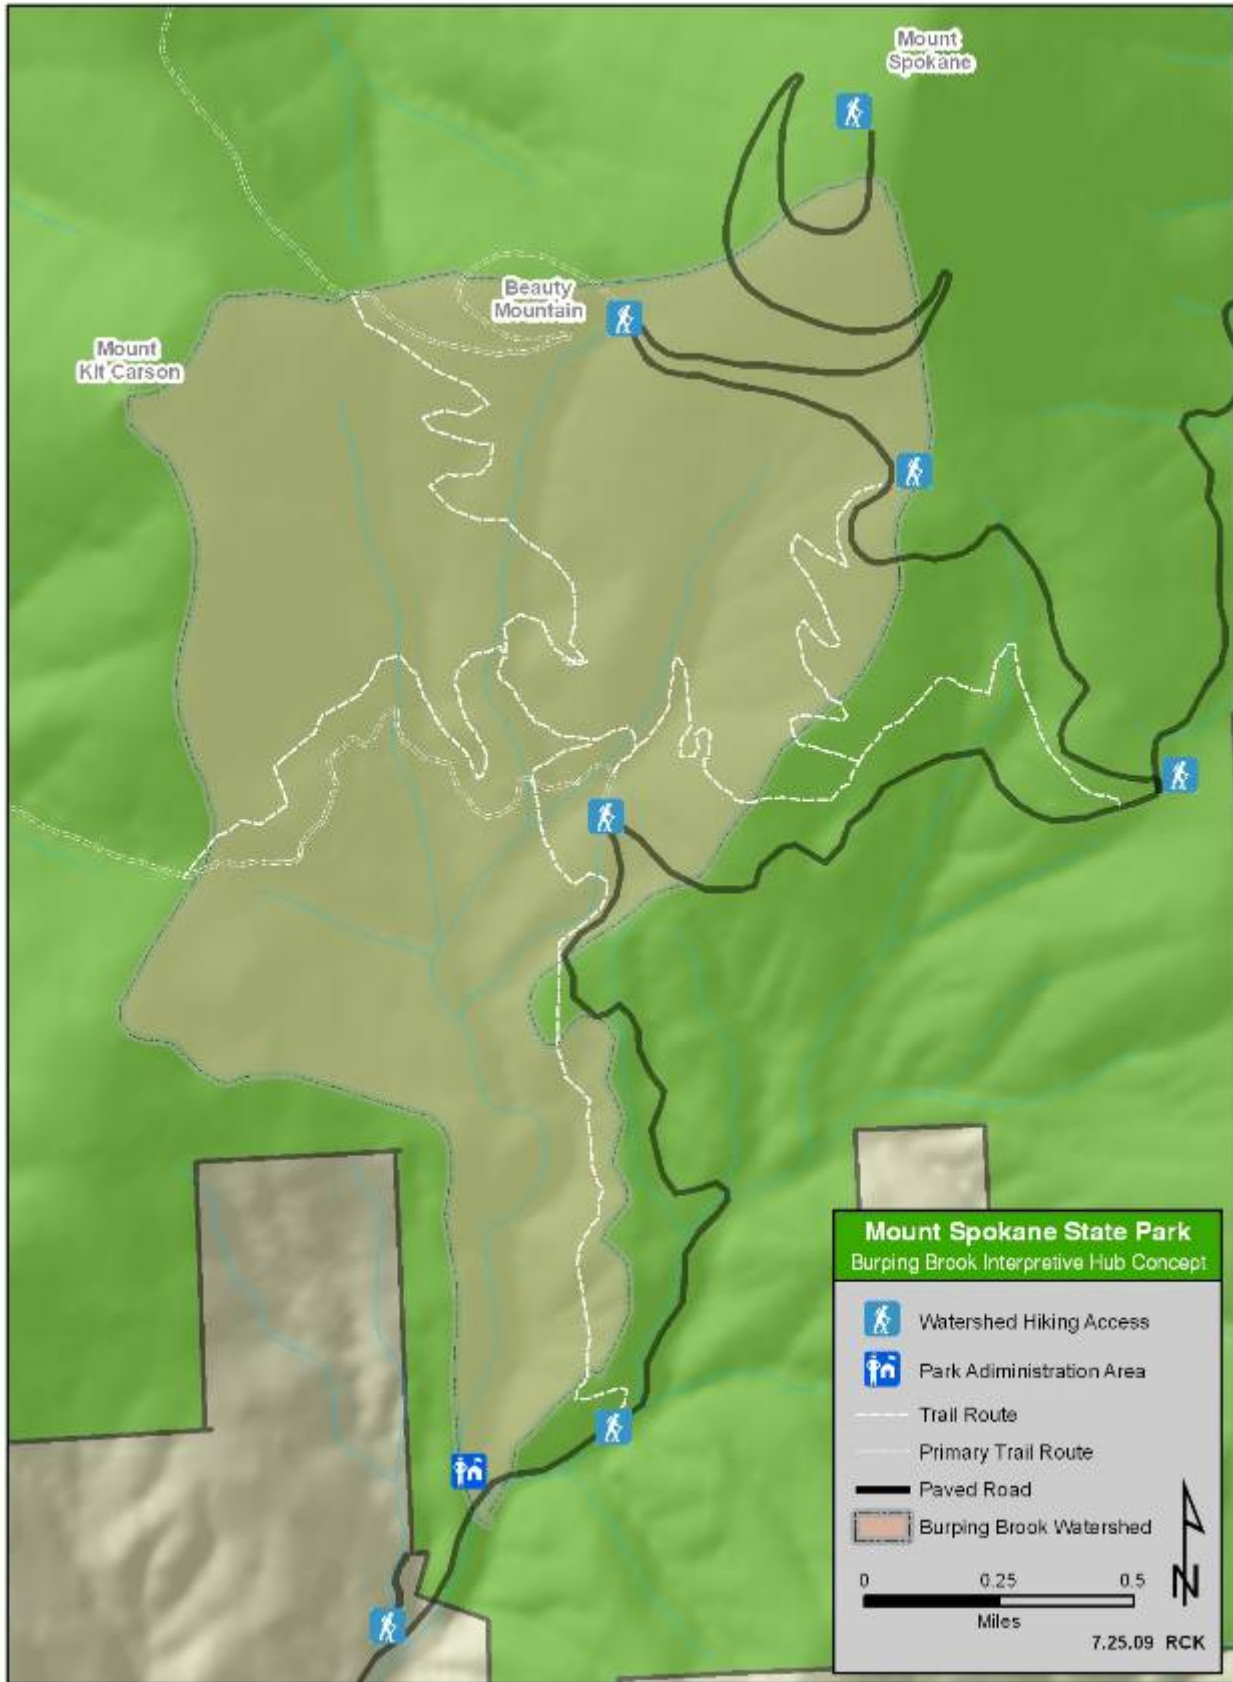 Mount
Spokane
Beauty
Mountain
Mount
Kit Carson
Mount Spokane State Park
Burping Brook Interpretive Hub Concept
Watershed Hiking Access
Park Adiministration Area
Trail Route
Primary Trail Route
Paved Road
Burping Brook Watershed
0 0.25 0.5
Miles
N
7.25.09 RCK